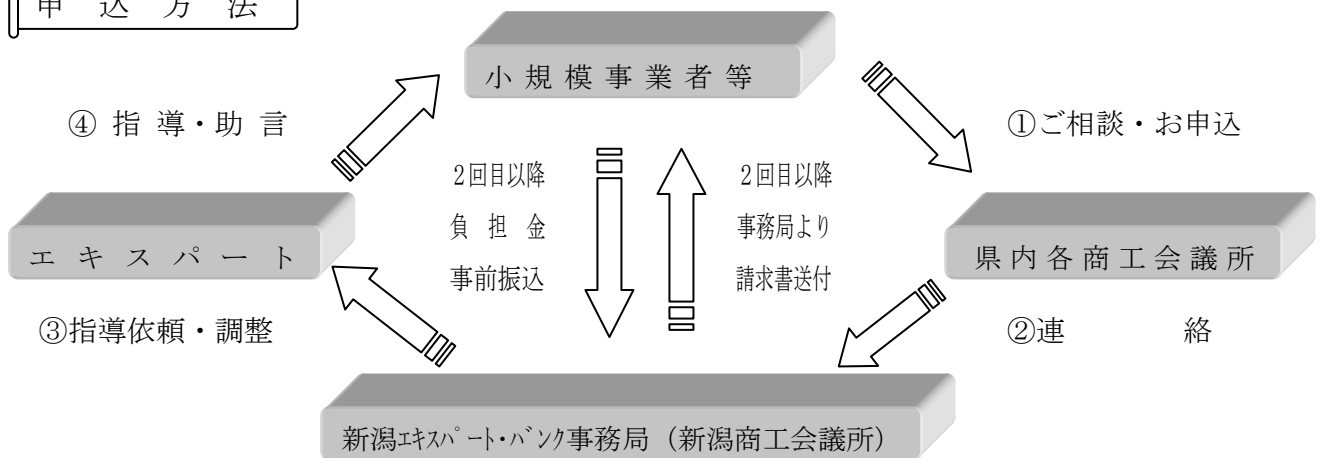 申 込 方 法
小 規 模 事 業 者 等
④ 指 導・助 言
①ご相談・お申込
2回目以降
負 担 金
事前振込
2回目以降
事務局より
請求書送付
エ キ ス パ ー ト
県 内 各 商 工 会 議 所
③指導依頼・調整
②連 絡
新潟ｴｷｽﾊﾟｰﾄ・ﾊﾞﾝｸ事務局（新潟商工会議所）